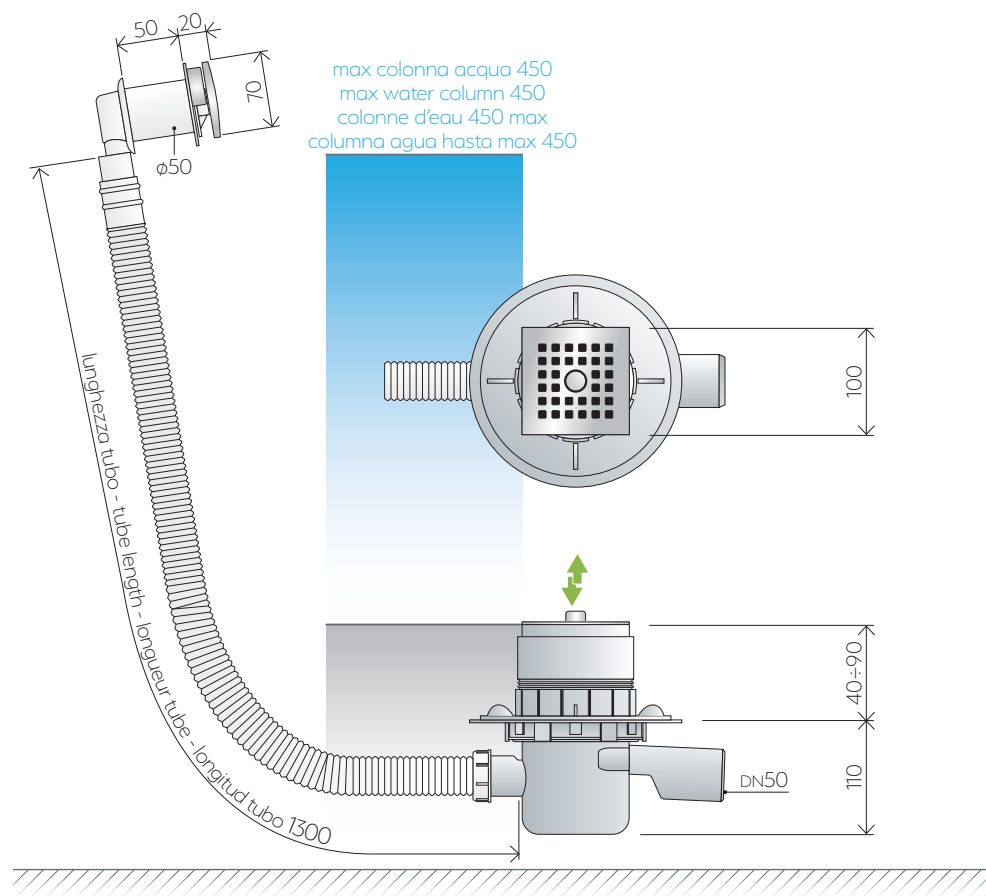 50
20
70
ø50
max colonna acqua 450
max water column 450
colonne d'eau 450 max
columna agua hasta max 450
lunghezza tubo - tube length - longueur tube - longitud tubo 1300
100
40÷90
110
DN50